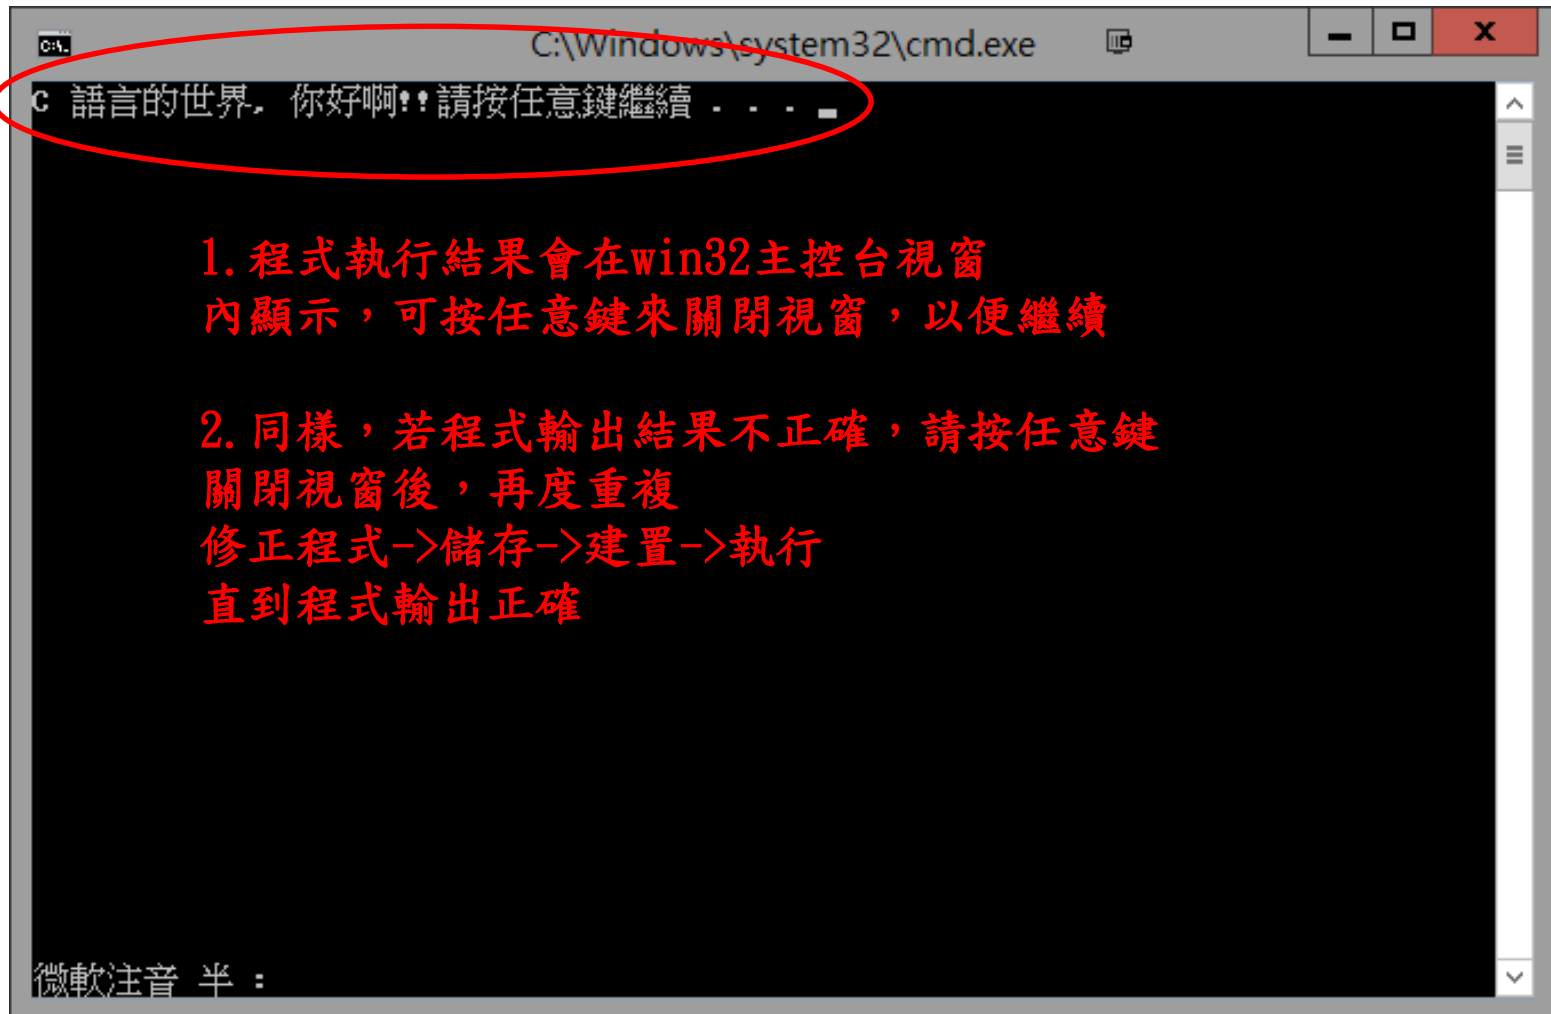 C:\Windows\system32\cmd.exe
C 語言的世界, 你好啊!!請按任意鍵繼續 . . . _
1.程式執行結果會在win32主控台視窗
內顯示，可按任意鍵來關閉視窗，以便繼續
2.同樣，若程式輸出結果不正確，請按任意鍵
關閉視窗後，再度重複
修正程式->儲存->建置->執行
直到程式輸出正確
微軟注音 半 :